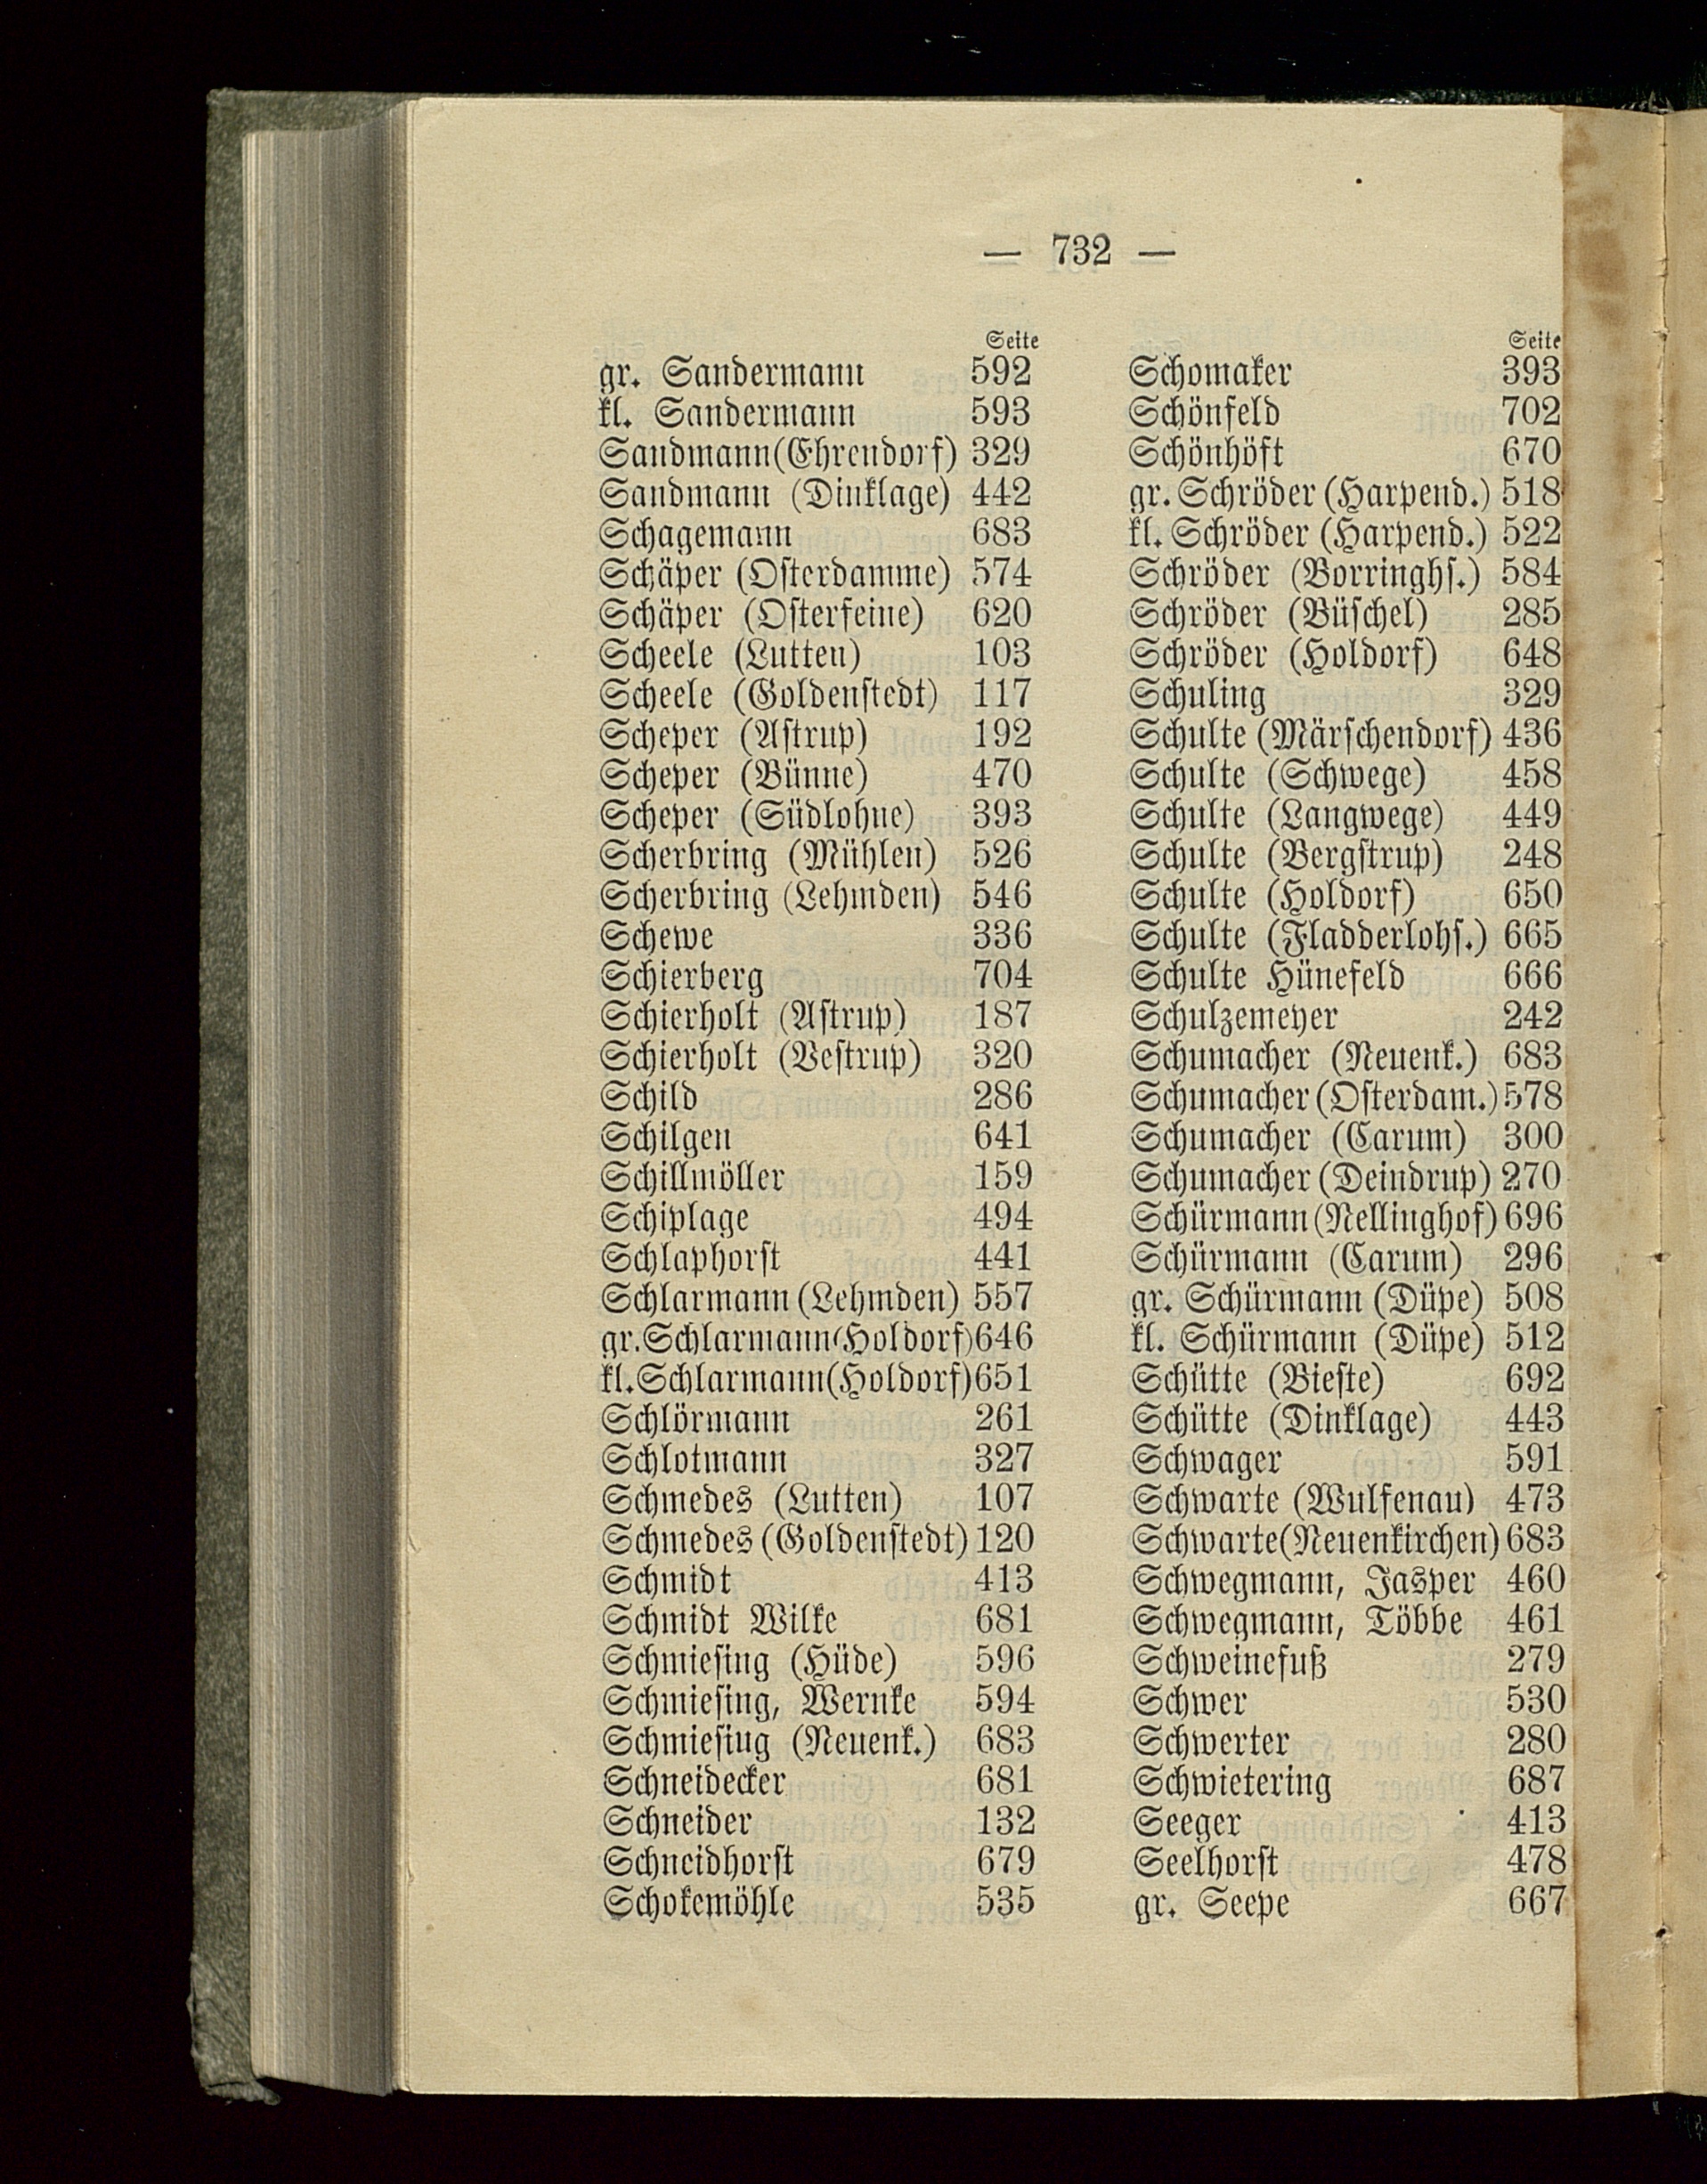 — 732 —
Seite
gr. Sandermann 592
kl. Sandermann 593
Sandmann (Ehrendorf) 329
Sandmann (Dinklage) 442
Schagemann 683
Schäper (Osterdamme) 574
Schäper (Osterfeine) 620
Scheele (Lutten) 103
Scheele (Goldenstedt) 117
Scheper (Astrup) 192
Scheper (Bünne) 470
Scheper (Südlohne) 393
Scherbring (Mühlen) 526
Scherbring (Lehmden) 546
Schewe 336
Schierberg 704
Schierholt (Astrup) 187
Schierholt (Vestrup) 320
Schild 286
Schilgen 641
Schillmöller 159
Schiplage 494
Schlaphorst 441
Schlarmann (Lehmden) 557
gr. Schlarmann (Holdorf) 646
kl. Schlarmann (Holdorf) 651
Schlörmann 261
Schlotmann 327
Schmedes (Lutten) 107
Schmedes (Goldenstedt) 120
Schmidt 413
Schmidt Wilke 681
Schmiesing (Hüde) 596
Schmiesing, Wernke 594
Schmiesing (Neuenk.) 683
Schneidecker 681
Schneider 132
Schneidhorst 679
Schokemöhle 535
Seite
Schomaker 393
Schönfeld 702
Schönhöft 670
gr. Schröder (Harpend.) 518
kl. Schröder (Harpend.) 522
Schröder (Borringhs.) 584
Schröder (Büschel) 285
Schröder (Holdorf) 648
Schuling 329
Schulte (Märschendorf) 436
Schulte (Schwege) 458
Schulte (Langwege) 449
Schulte (Bergstrup) 248
Schulte (Holdorf) 650
Schulte (Fladderlohs.) 665
Schulte Hünefeld 666
Schulzemeyer 242
Schumacher (Neuenk.) 683
Schumacher (Osterdam.) 578
Schumacher (Carum) 300
Schumacher (Deindrup) 270
Schürmann (Nellinghof) 696
Schürmann (Carum) 296
gr. Schürmann (Düpe) 508
kl. Schürmann (Düpe) 512
Schütte (Bieste) 692
Schütte (Dinklage) 443
Schwager 591
Schwarte (Wulfenau) 473
Schwarte (Neuenkirchen) 683
Schwegmann, Jasper 460
Schwegmann, Többe 461
Schweinefuß 279
Schwer 530
Schwerter 280
Schwietering 687
Seeger 413
Seelhorst 478
gr. Seepe 667